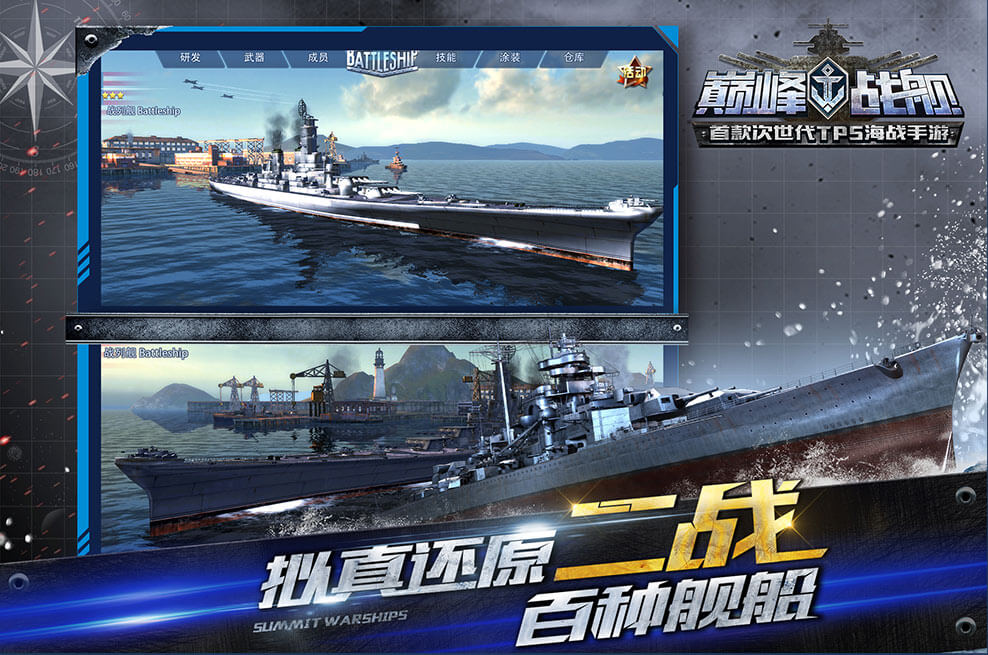 研发 武器 成员 BATTLESHIP 技能 涂装 仓库
活动
战列舰 Battleship
巅峰战舰
首款次世代TPS海战手游
战列舰 Battleship
拟真还原二战
百种舰船
SUMMIT WARSHIPS